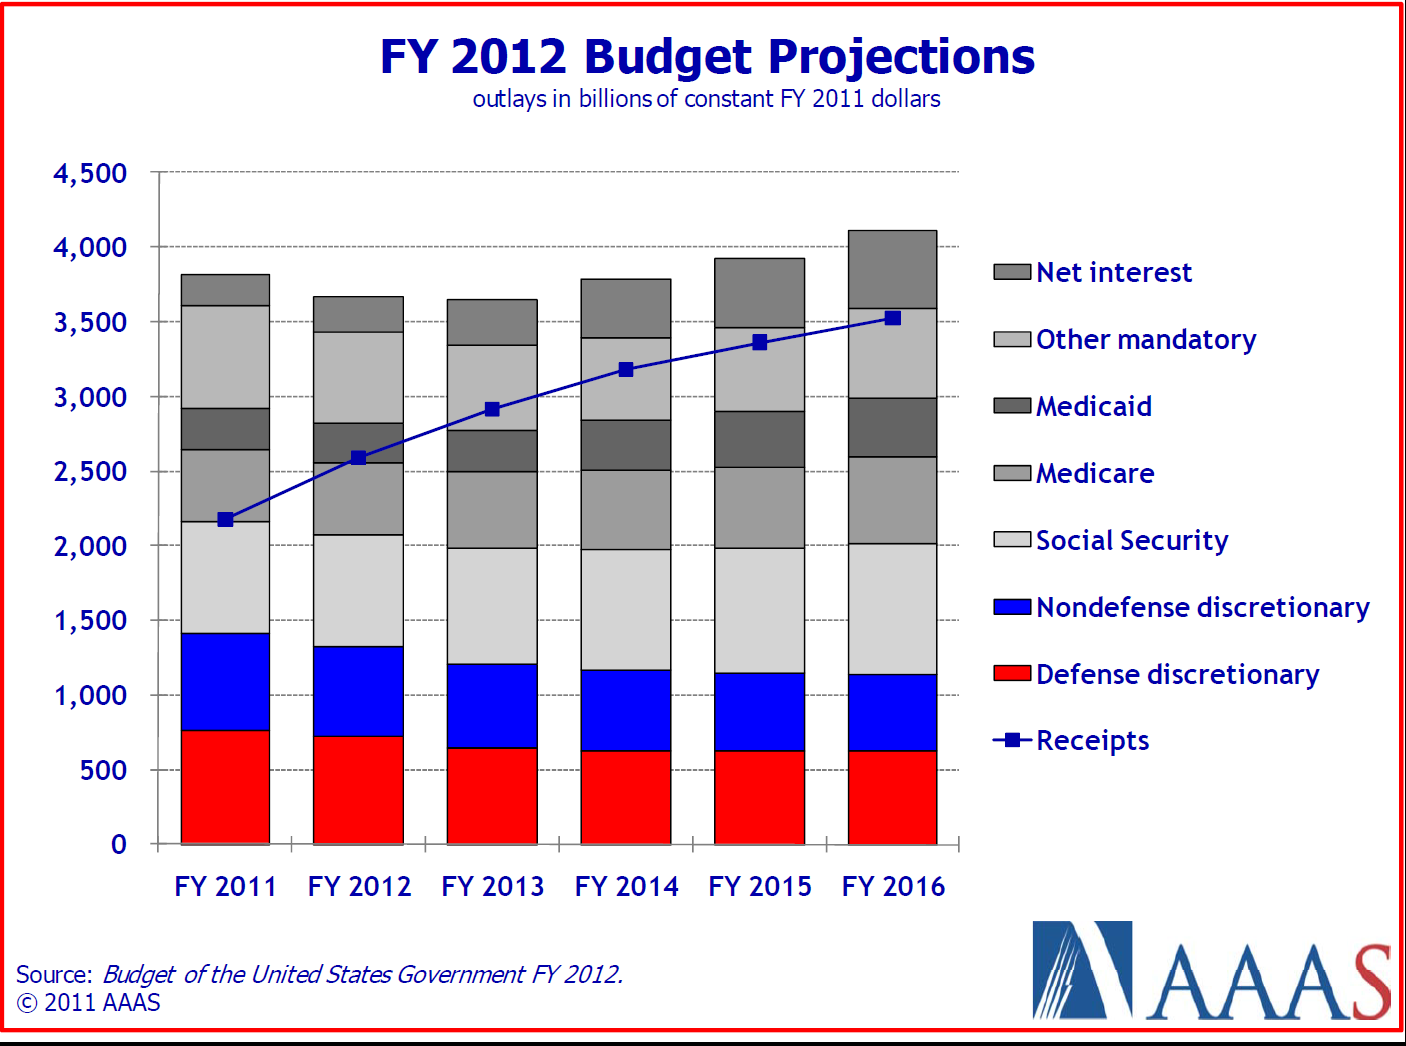 FY 2012 Budget Projections
outlays in billions of constant FY 2011 dollars
4,500
4,000
3,500
3,000
2,500
2,000
1,500
1,000
500
0
FY 2011 FY 2012 FY 2013 FY 2014 FY 2015 FY 2016
Net interest
Other mandatory
Medicaid
Medicare
Social Security
Nondefense discretionary
Defense discretionary
Receipts
Source: Budget of the United States Government FY 2012.
© 2011 AAAS
AAAS